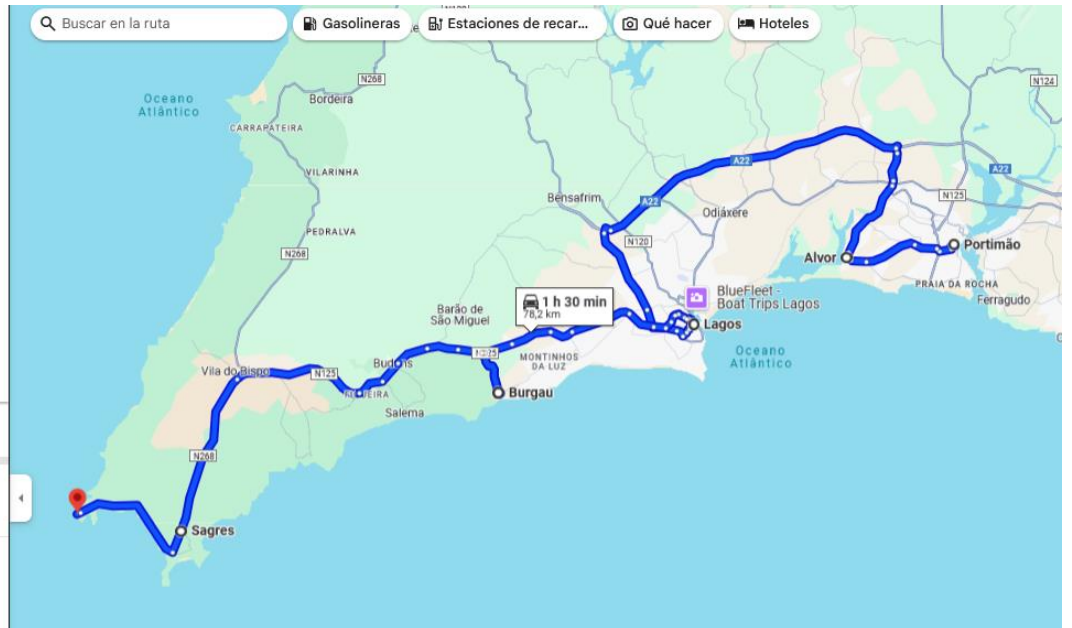 Buscar en la ruta
Gasolineras
Estaciones de recar...
Qué hacer
Hoteles
N268
N124
Oceano
Atlântico
Bordeira
CARRAPATEIRA
VILARINHA
A22
A22
Bensafrim
A22
N125
Odiáxere
PEDRALVA
N120
N268
Alvor
Portimão
PRAIA DA ROCHA
Ferragudo
BlueFleet -
Boat Trips Lagos
1 h 30 min
78,2 km
Barão de
São Miguel
Lagos
Oceano
Atlântico
MONTINHOS
DA LUZ
Vila do Bispo
N125
Burgau
Salema
N268
Sagres